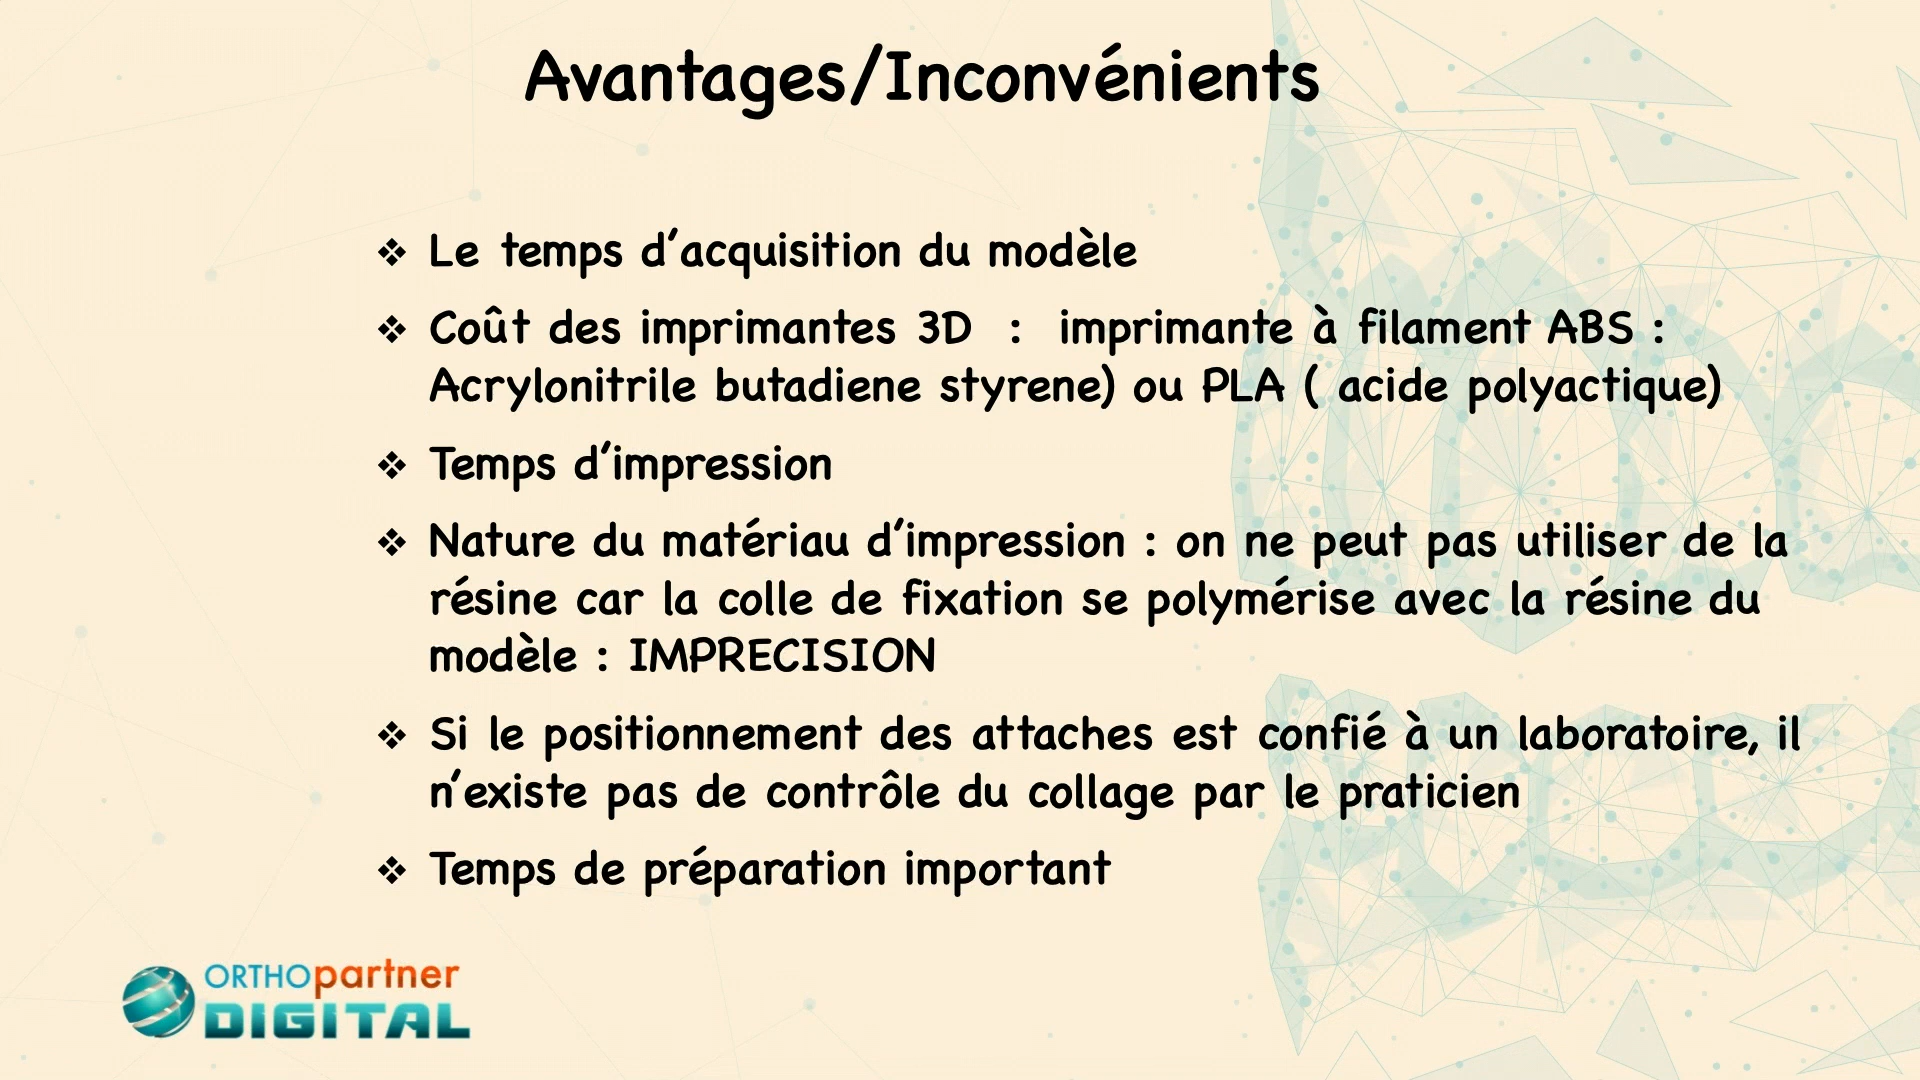 Avantages/Inconvénients
❖ Le temps d’acquisition du modèle
❖ Coût des imprimantes 3D : imprimante à filament ABS :
Acrylonitrile butadiene styrene) ou PLA ( acide polyactique)
❖ Temps d’impression
❖ Nature du matériau d’impression : on ne peut pas utiliser de la
résine car la colle de fixation se polymérise avec la résine du
modèle : IMPRECISION
❖ Si le positionnement des attaches est confié à un laboratoire, il
n’existe pas de contrôle du collage par le praticien
❖ Temps de préparation important
ORTHOpartner
DIGITAL